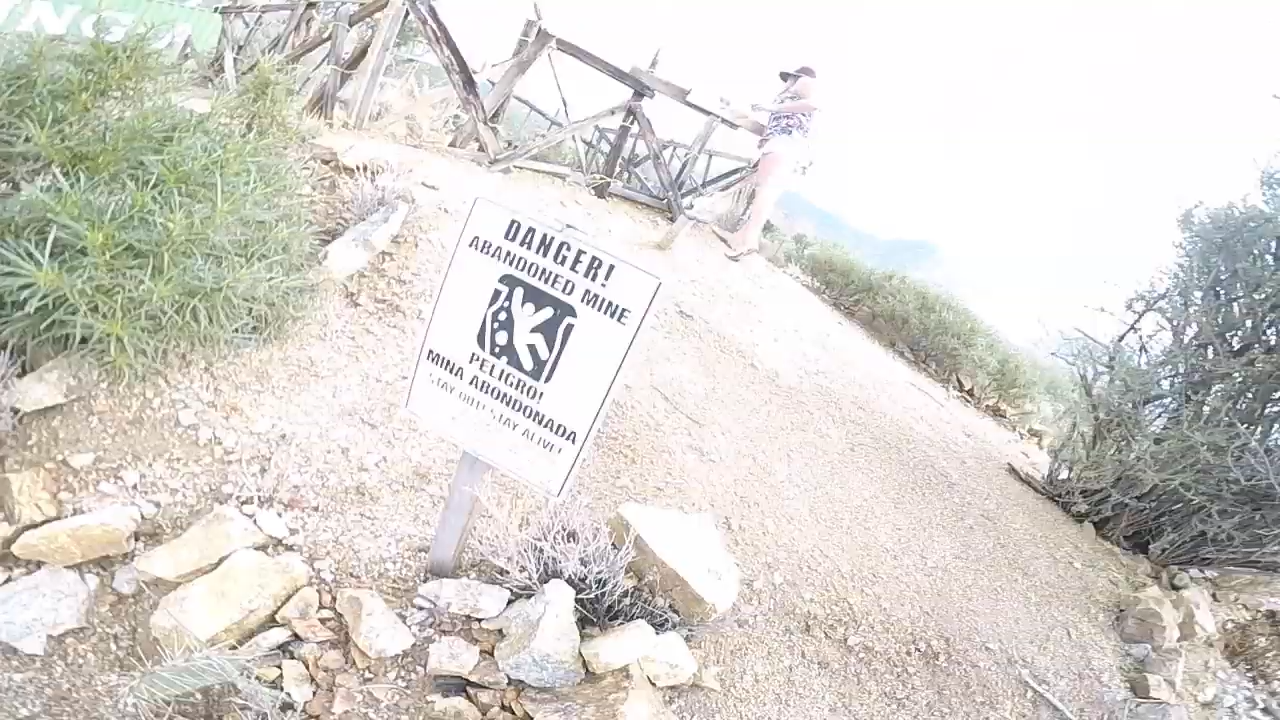 DANGER!
ABANDONED MINE
PELIGRO!
MINA ABONDONADA
STAY OUT! STAY ALIVE!